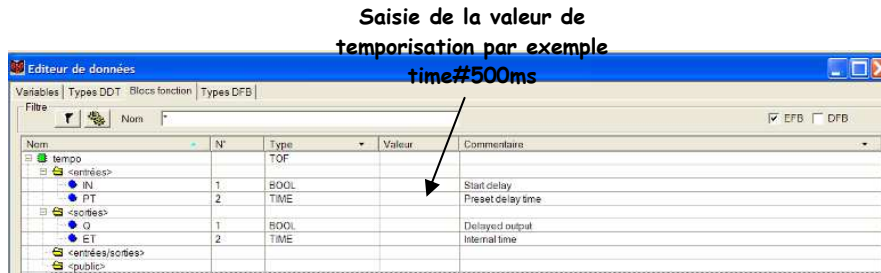 Saisie de la valeur de
temporisation par exemple
time#500ms
Editeur de données
Variables Types DDT Blocs fonction Types DFB
Filtre
Nom *
EFB DFB
Nom N° Type Valeur Commentaire
tempo TOF
<entrées>
IN 1 BOOL Start delay
PT 2 TIME Preset delay time
<sorties>
Q 1 BOOL Delayed output
ET 2 TIME Internal time
<entrées/sorties>
<public>